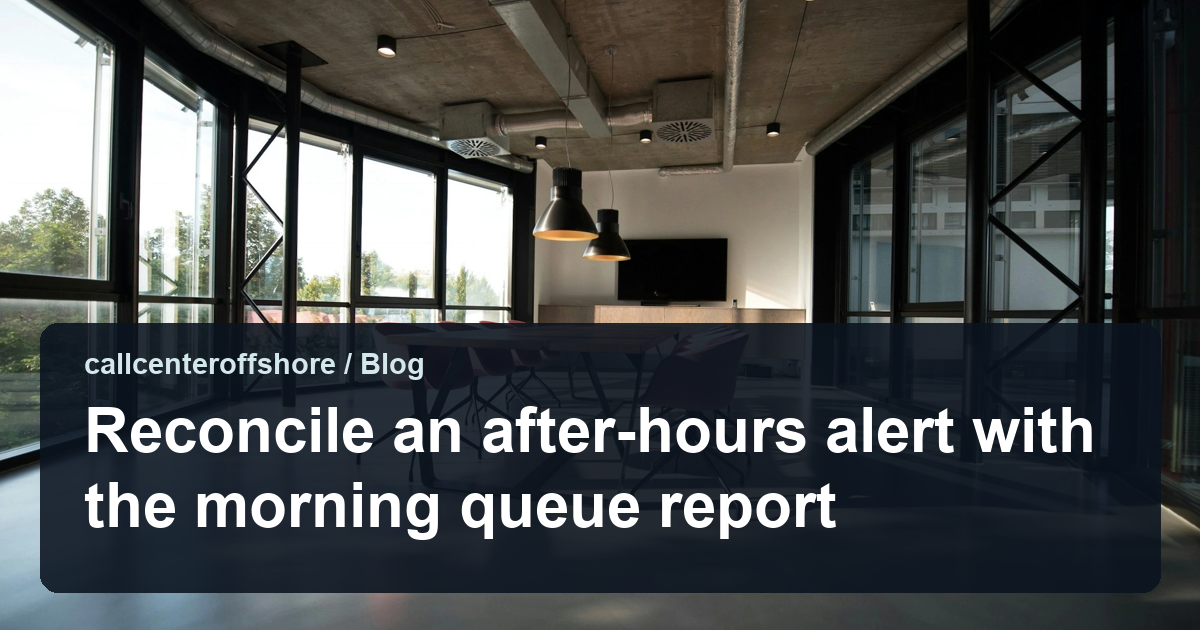 callcenteroffshore / Blog
Reconcile an after-hours alert with
the morning queue report